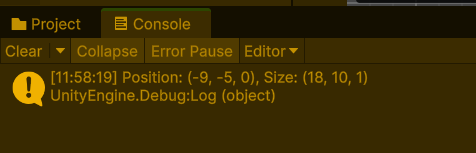 Project
Console
Clear
Collapse
Error Pause
Editor
[11:58:19] Position: (-9, -5, 0), Size: (18, 10, 1)
UnityEngine.Debug:Log (object)